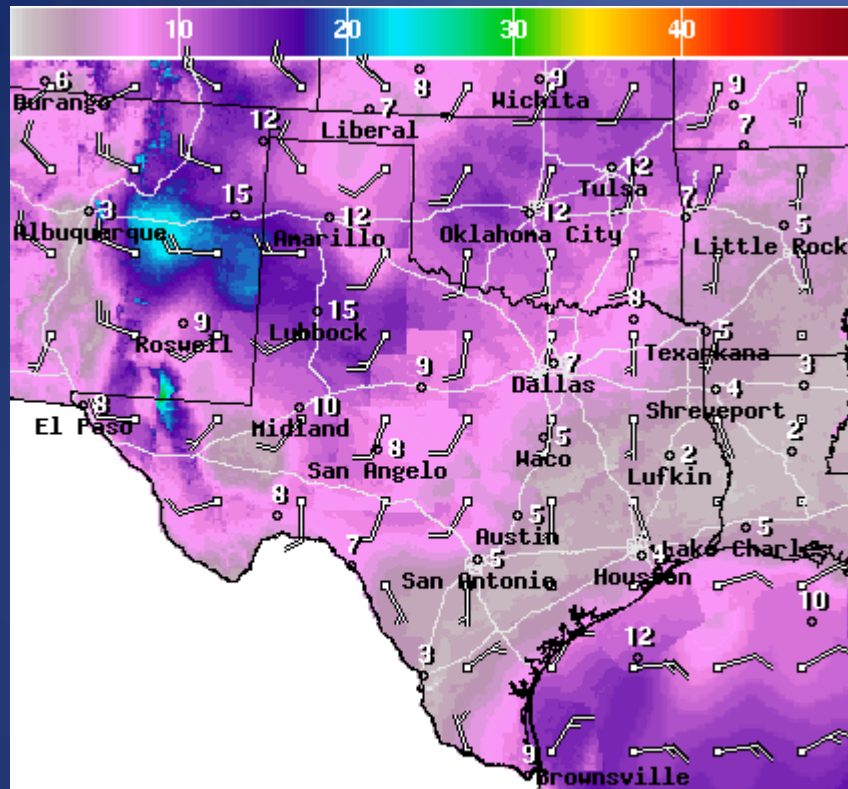 10 20 30 40
6 8 9 9
Durango Wichita
7
Liberal
12 7
12
Tulsa
15 3 12 12 7 5
Albuquerque Amarillo Oklahoma City Little Rock
15 8
9 5
Roswell Lubbock Texarkana
9 7 3
Dallas
8 10 4
El Paso Midland Shreveport
8 5 2 2
San Angelo Waco Lufkin
8 5 5
Austin
7 5 4 Lake Charles
San Antonio Houston
10
12
3
9
Brownsville